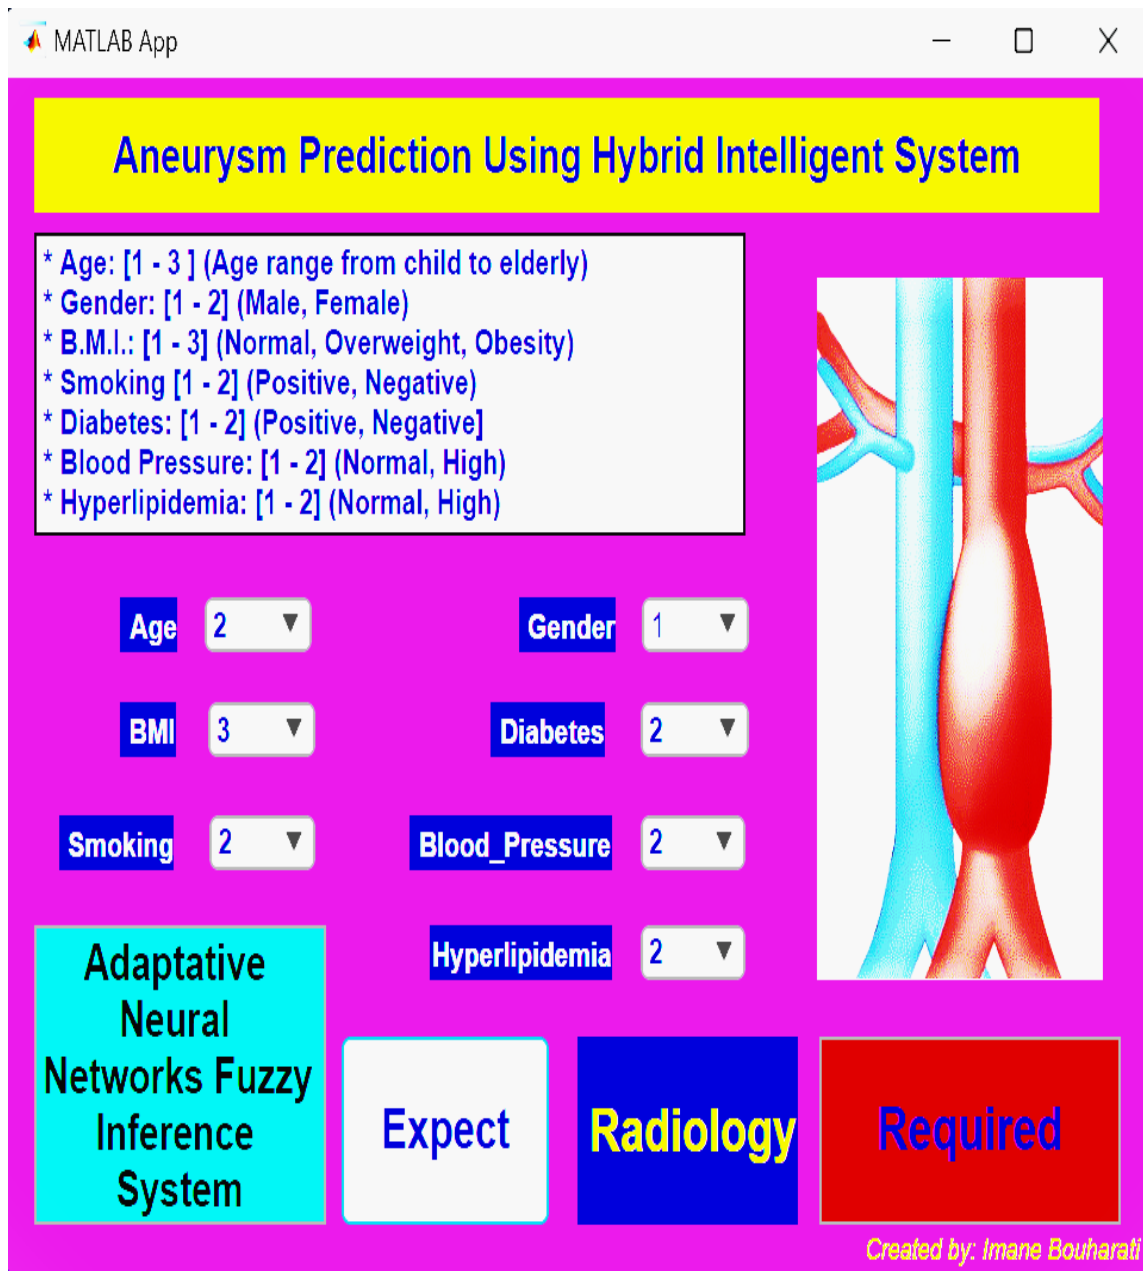 MATLAB App
Aneurysm Prediction Using Hybrid Intelligent System
* Age: [1 - 3 ] (Age range from child to elderly)
* Gender: [1 - 2] (Male, Female)
* B.M.I.: [1 - 3] (Normal, Overweight, Obesity)
* Smoking [1 - 2] (Positive, Negative)
* Diabetes: [1 - 2] (Positive, Negative]
* Blood Pressure: [1 - 2] (Normal, High)
* Hyperlipidemia: [1 - 2] (Normal, High)
Age 2 Gender 1
BMI 3 Diabetes 2
Smoking 2 Blood_Pressure 2
Hyperlipidemia 2
Adaptative
Neural
Networks Fuzzy
Inference
System
Expect
Radiology
Required
Created by: Imane Bouharati